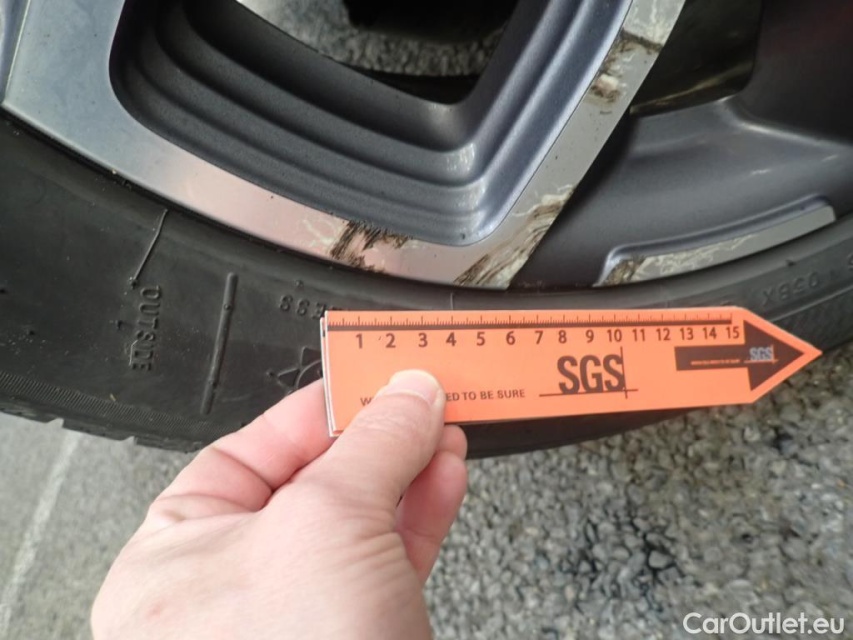 OUTSIDE
1 2 3 4 5 6 7 8 9 10 11 12 13 14 15
SGS
SGS
ED TO BE SURE
CarOutlet.eu